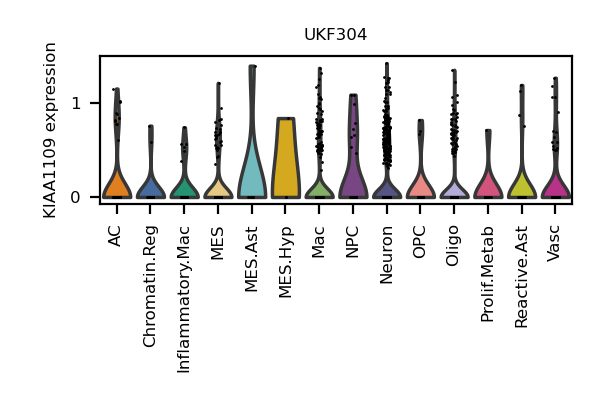 UKF304
KIAA1109 expression
1
0
AC
Chromatin.Reg
Inflammatory.Mac
MES
MES.Ast
MES.Hyp
Mac
NPC
Neuron
OPC
Oligo
Prolif.Metab
Reactive.Ast
Vasc